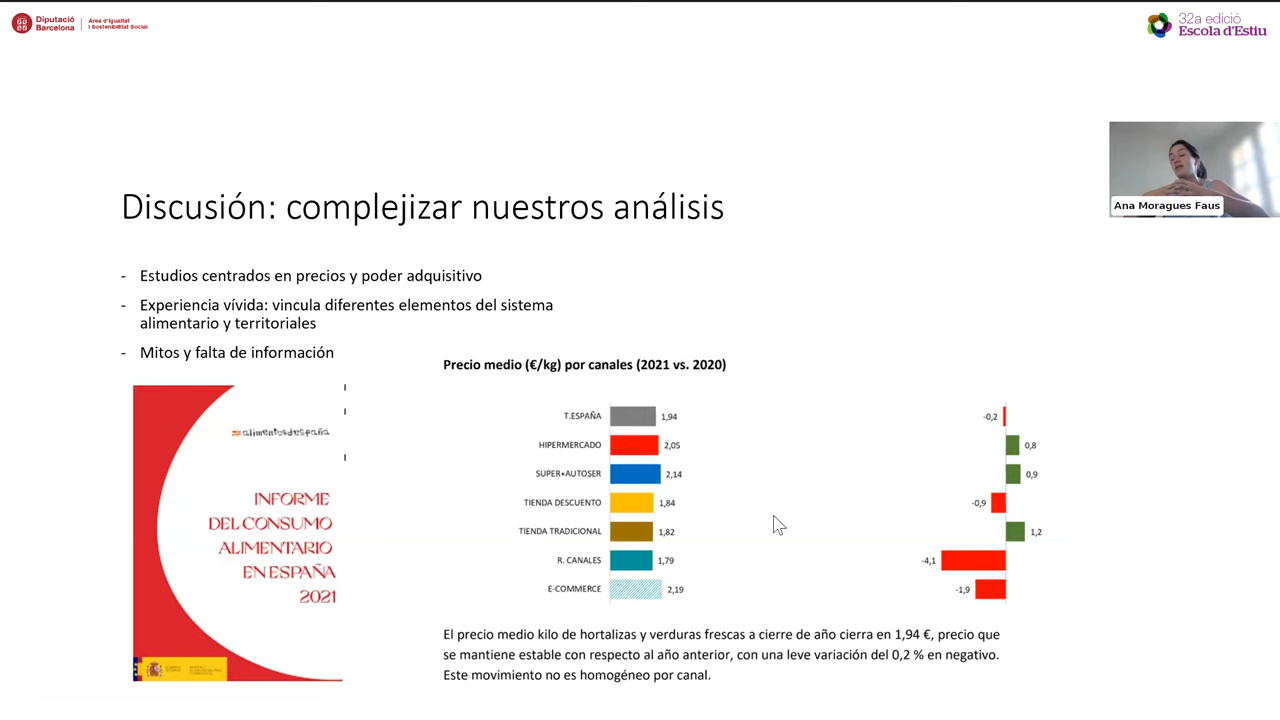 Diputació
Barcelona
Àrea d'Igualtat
i Sostenibilitat Social
32a edició
Escola d'Estiu
Ana Moragues Faus
Discusión: complejizar nuestros análisis
- Estudios centrados en precios y poder adquisitivo
- Experiencia vívida: vincula diferentes elementos del sistema
alimentario y territoriales
- Mitos y falta de información
alimentosdespaña
INFORME
DEL CONSUMO
ALIMENTARIO
EN ESPAÑA
2021
Precio medio (€/kg) por canales (2021 vs. 2020)
T.ESPAÑA 1,94 -0,2
HIPERMERCADO 2,05 0,8
SUPER+AUTOSER 2,14 0,9
TIENDA DESCUENTO 1,84 -0,9
TIENDA TRADICIONAL 1,82 1,2
R. CANALES 1,79 -4,1
E-COMMERCE 2,19 -1,9
El precio medio kilo de hortalizas y verduras frescas a cierre de año cierra en 1,94 €, precio que
se mantiene estable con respecto al año anterior, con una leve variación del 0,2 % en negativo.
Este movimiento no es homogéneo por canal.